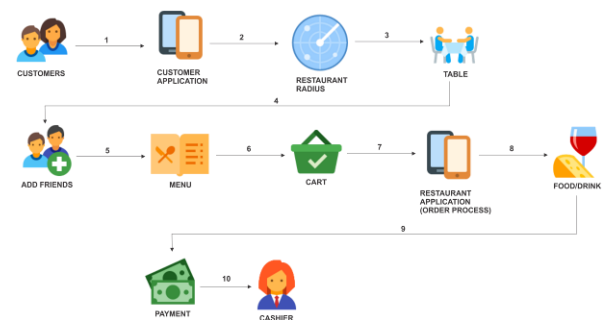 1
2
3
CUSTOMERS
CUSTOMER
APPLICATION
RESTAURANT
RADIUS
TABLE
4
5
6
7
8
ADD FRIENDS
MENU
CART
RESTAURANT
APPLICATION
(ORDER PROCESS)
FOOD/DRINK
9
10
PAYMENT
CASHIER